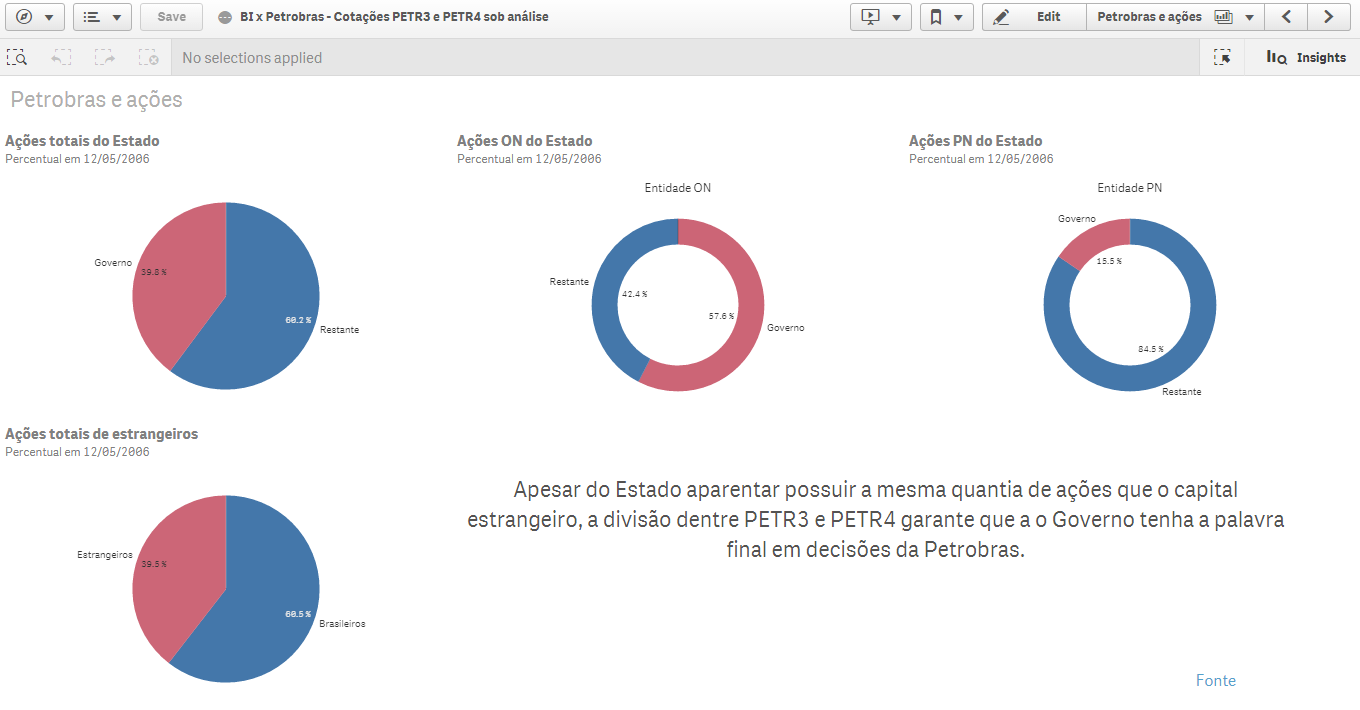 Save
BI x Petrobras - Cotações PETR3 e PETR4 sob análise
Edit
Petrobras e ações
No selections applied
Insights
Petrobras e ações
Ações totais do Estado
Percentual em 12/05/2006
Governo
39.8 %
60.2 %
Restante
Ações ON do Estado
Percentual em 12/05/2006
Entidade ON
Restante
42.4 %
57.6 %
Governo
Ações PN do Estado
Percentual em 12/05/2006
Entidade PN
Governo
15.5 %
84.5 %
Restante
Ações totais de estrangeiros
Percentual em 12/05/2006
Estrangeiros
39.5 %
60.5 %
Brasileiros
Apesar do Estado aparentar possuir a mesma quantia de ações que o capital
estrangeiro, a divisão dentre PETR3 e PETR4 garante que a o Governo tenha a palavra
final em decisões da Petrobras.
Fonte